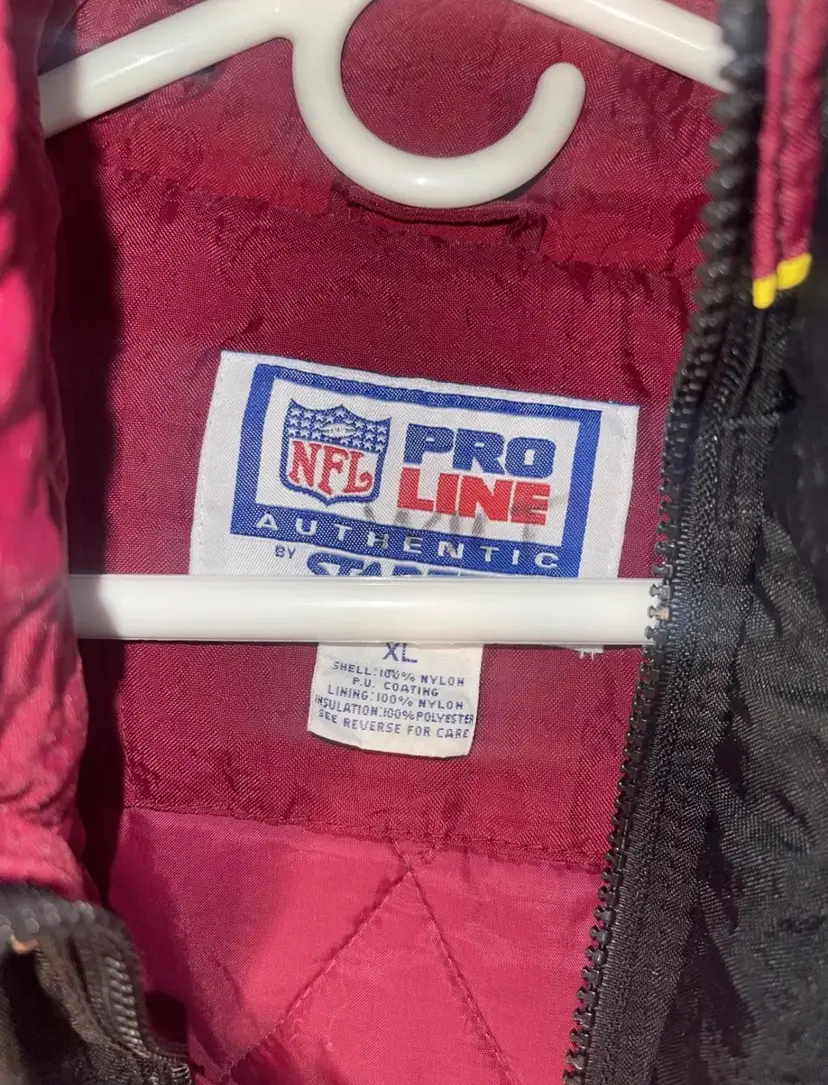 NFL
PRO
LINE
AUTHENTIC
BY
XL
SHELL:100% NYLON
P.U. COATING
LINING:100% NYLON
INSULATION:100% POLYESTER
SEE REVERSE FOR CARE